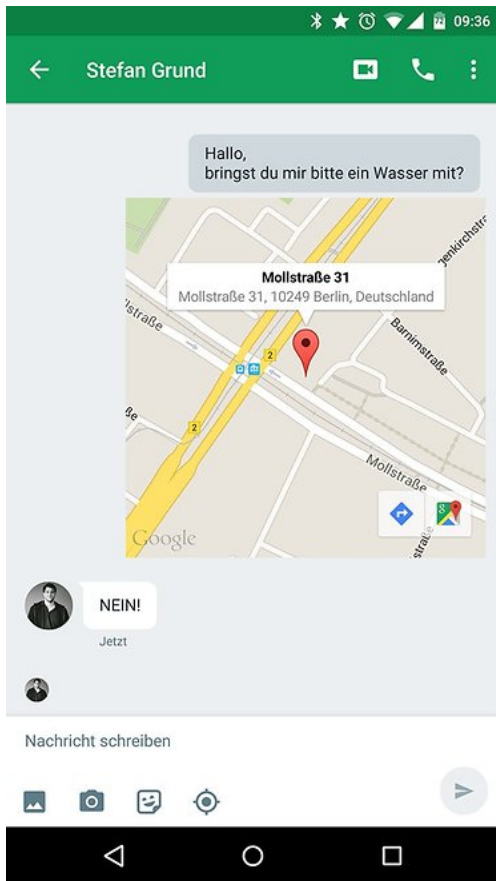 72 09:36
Stefan Grund
Hallo,
bringst du mir bitte ein Wasser mit?
Mollstraße 31
Mollstraße 31, 10249 Berlin, Deutschland
Barnimstraße
2
2
Mollstraße
Google
NEIN!
Jetzt
Nachricht schreiben